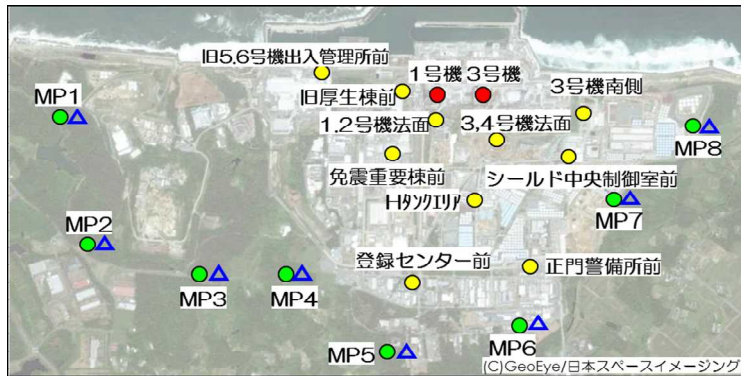 旧5.6号機出入管理所前
1号機
3号機
旧厚生棟前
3号機南側
MP1
1.2号機法面
3,4号機法面
MP8
免震重要棟前
シールド中央制御室前
Hﾀﾝｸｴﾘｱ
MP7
MP2
登録センター前
正門警備所前
MP3
MP4
MP5
MP6
(C)GeoEye/日本スペースイメージング